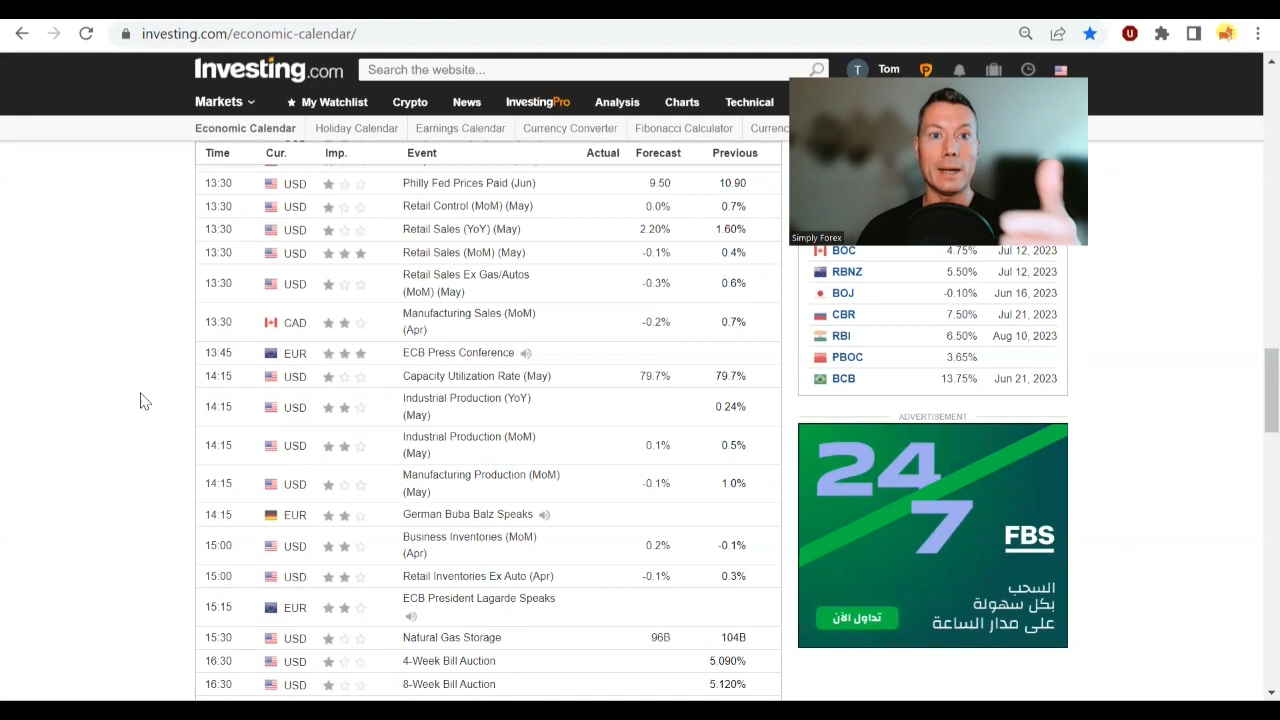 investing.com/economic-calendar/
Investing.com
Search the website...
T
Tom
Markets
My Watchlist
Crypto
News
InvestingPro
Analysis
Charts
Technical
Economic Calendar
Holiday Calendar
Earnings Calendar
Currency Converter
Fibonacci Calculator
Time Cur. Imp. Event Actual Forecast Previous
13:30 USD Philly Fed Prices Paid (Jun) 9.50 10.90
13:30 USD Retail Control (MoM) (May) 0.0% 0.7%
13:30 USD Retail Sales (YoY) (May) 2.20% 1.60%
13:30 USD Retail Sales (MoM) (May) -0.1% 0.4%
Retail Sales Ex Gas/Autos
13:30 USD (MoM) (May) -0.3% 0.6%
Manufacturing Sales (MoM)
13:30 CAD (Apr) -0.2% 0.7%
13:45 EUR ECB Press Conference
14:15 USD Capacity Utilization Rate (May) 79.7% 79.7%
Industrial Production (YoY)
14:15 USD (May) 0.24%
Industrial Production (MoM)
14:15 USD (May) 0.1% 0.5%
Manufacturing Production (MoM)
14:15 USD (May) -0.1% 1.0%
14:15 EUR German Buba Balz Speaks
Business Inventories (MoM)
15:00 USD (Apr) 0.2% -0.1%
15:00 USD Retail Inventories Ex Auto (Apr) -0.1% 0.3%
ECB President Lagarde Speaks
15:15 EUR
15:30 USD Natural Gas Storage 96B 104B
16:30 USD 4-Week Bill Auction 5.090%
16:30 USD 8-Week Bill Auction 5.120%
Simply Forex
BOC 4.75% Jul 12, 2023
RBNZ 5.50% Jul 12, 2023
BOJ -0.10% Jun 16, 2023
CBR 7.50% Jul 21, 2023
RBI 6.50% Aug 10, 2023
PBOC 3.65%
BCB 13.75% Jun 21, 2023
ADVERTISEMENT
24
7
FBS
السحب
بكل سهولة
على مدار الساعة
تداول الآن